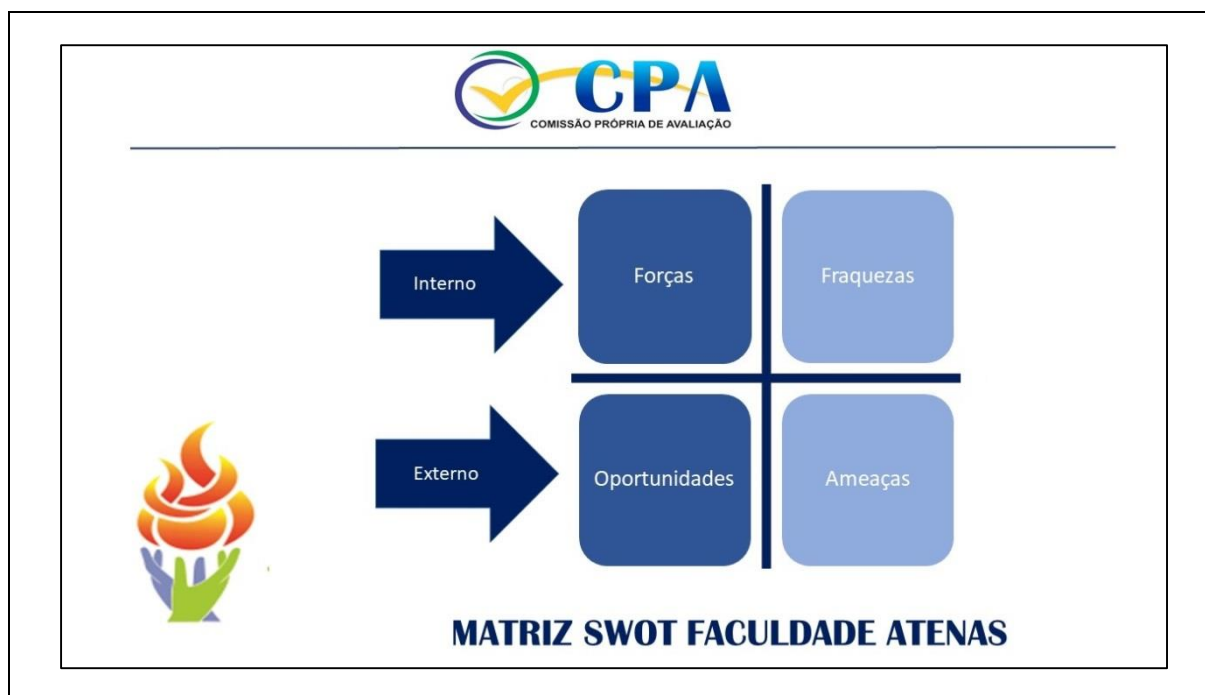 CPA
COMISSÃO PRÓPRIA DE AVALIAÇÃO
Interno
Forças
Fraquezas
Externo
Oportunidades
Ameaças
MATRIZ SWOT FACULDADE ATENAS